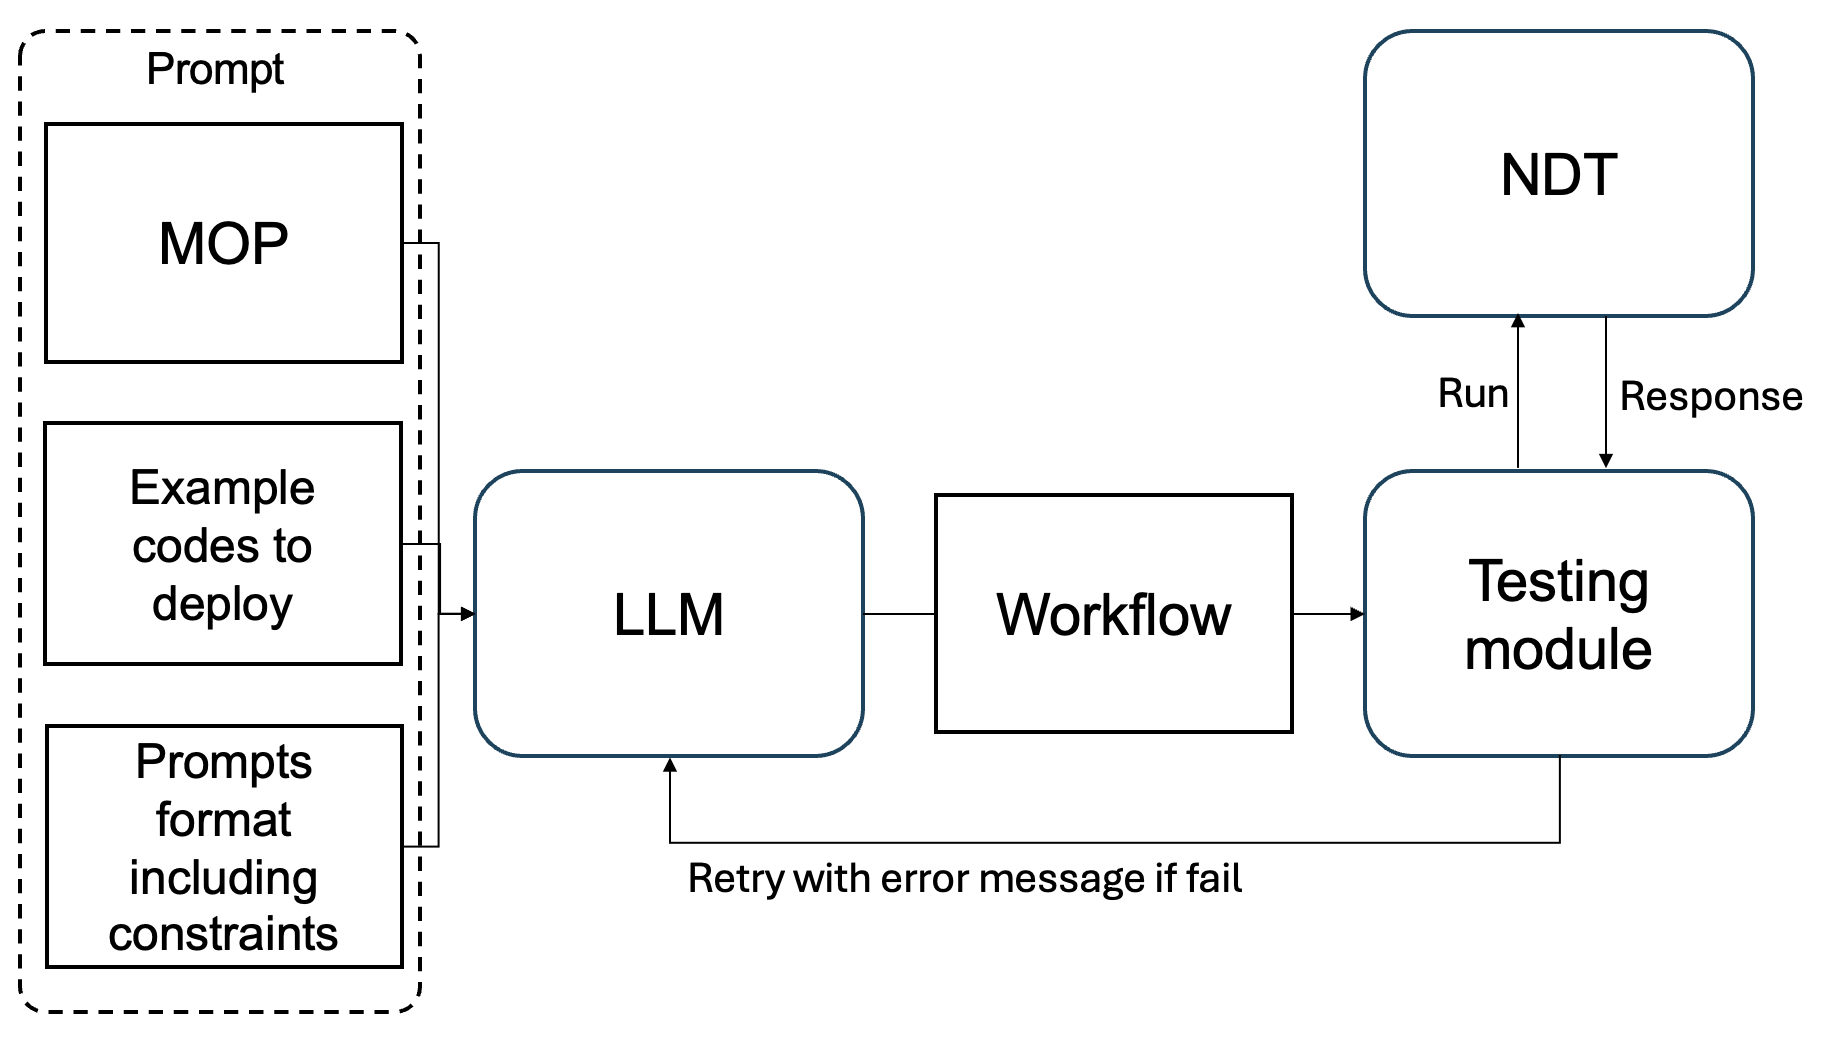 Prompt
MOP
Example
codes to
deploy
Prompts
format
including
constraints
LLM
Workflow
Testing
module
NDT
Run
Response
Retry with error message if fail